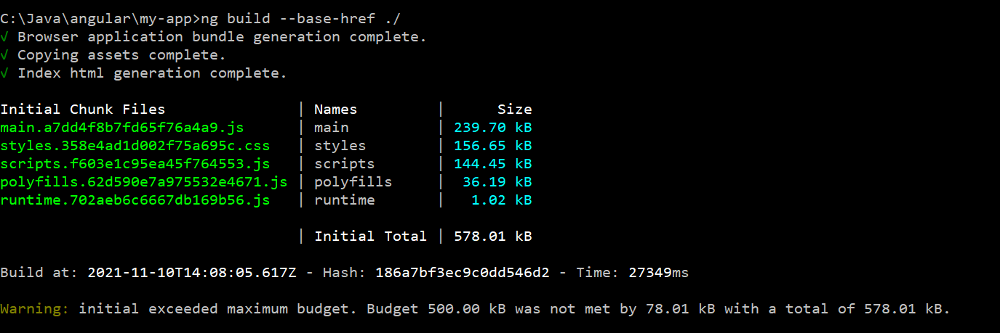 C:\Java\angular\my-app>ng build --base-href ./
√ Browser application bundle generation complete.
√ Copying assets complete.
√ Index html generation complete.
Initial Chunk Files | Names | Size
main.a7dd4f8b7fd65f76a4a9.js | main | 239.70 kB
styles.358e4ad1d002f75a695c.css | styles | 156.65 kB
scripts.f603e1c95ea45f764553.js | scripts | 144.45 kB
polyfills.62d590e7a975532e4671.js | polyfills | 36.19 kB
runtime.702aeb6c6667db169b56.js | runtime | 1.02 kB
| Initial Total | 578.01 kB
Build at: 2021-11-10T14:08:05.617Z - Hash: 186a7bf3ec9c0dd546d2 - Time: 27349ms
Warning: initial exceeded maximum budget. Budget 500.00 kB was not met by 78.01 kB with a total of 578.01 kB.